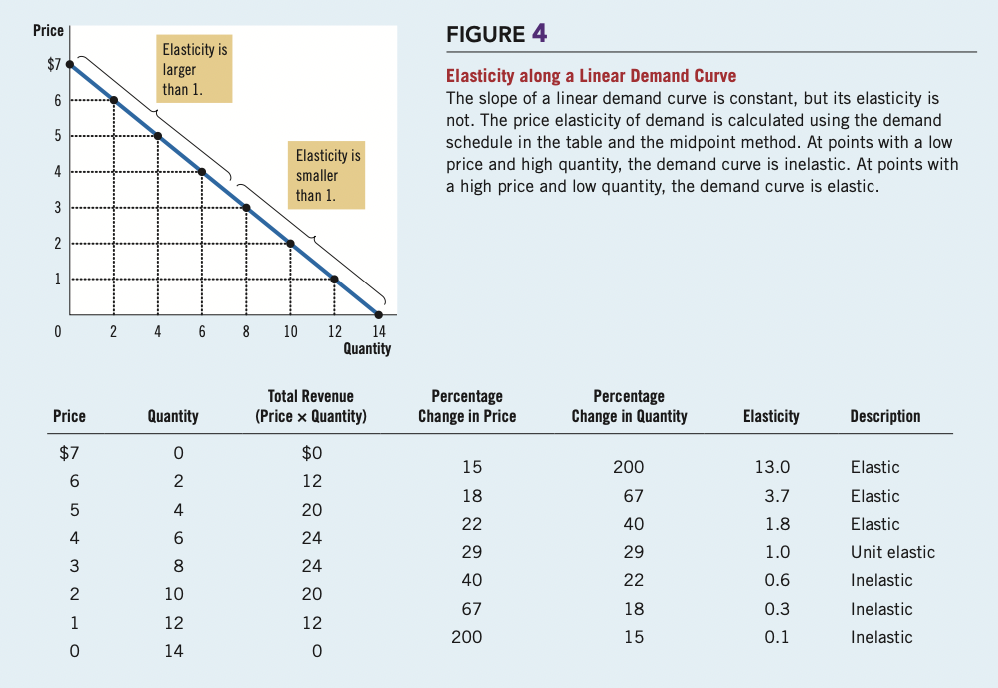 FIGURE 4
Elasticity along a Linear Demand Curve
The slope of a linear demand curve is constant, but its elasticity is
not. The price elasticity of demand is calculated using the demand
schedule in the table and the midpoint method. At points with a low
price and high quantity, the demand curve is inelastic. At points with
a high price and low quantity, the demand curve is elastic.
Price
$7
6
5
4
3
2
1
0 2 4 6 8 10 12 14
Quantity
Elasticity is
larger
than 1.
Elasticity is
smaller
than 1.
Price Quantity Total Revenue (Price × Quantity) Percentage Change in Price Percentage Change in Quantity Elasticity Description
$7 0 $0
15 200 13.0 Elastic
6 2 12
18 67 3.7 Elastic
5 4 20
22 40 1.8 Elastic
4 6 24
29 29 1.0 Unit elastic
3 8 24
40 22 0.6 Inelastic
2 10 20
67 18 0.3 Inelastic
1 12 12
200 15 0.1 Inelastic
0 14 0